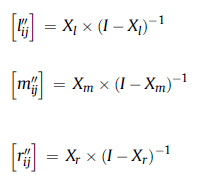 [l″ij] = Xl × (I − Xl)⁻¹
[m″ij] = Xm × (I − Xm)⁻¹
[r″ij] = Xr × (I − Xr)⁻¹